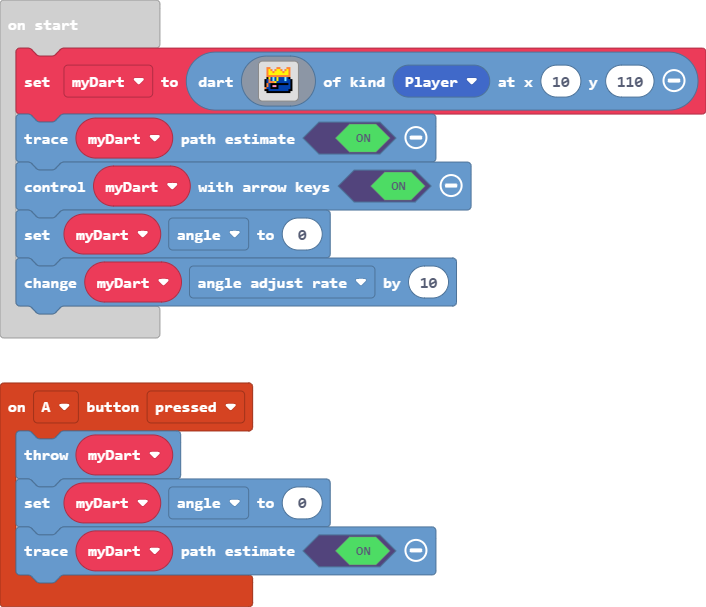 on start
set myDart to dart of kind Player at x 10 y 110
trace myDart path estimate ON
control myDart with arrow keys ON
set myDart angle to 0
change myDart angle adjust rate by 10
on A button pressed
throw myDart
set myDart angle to 0
trace myDart path estimate ON